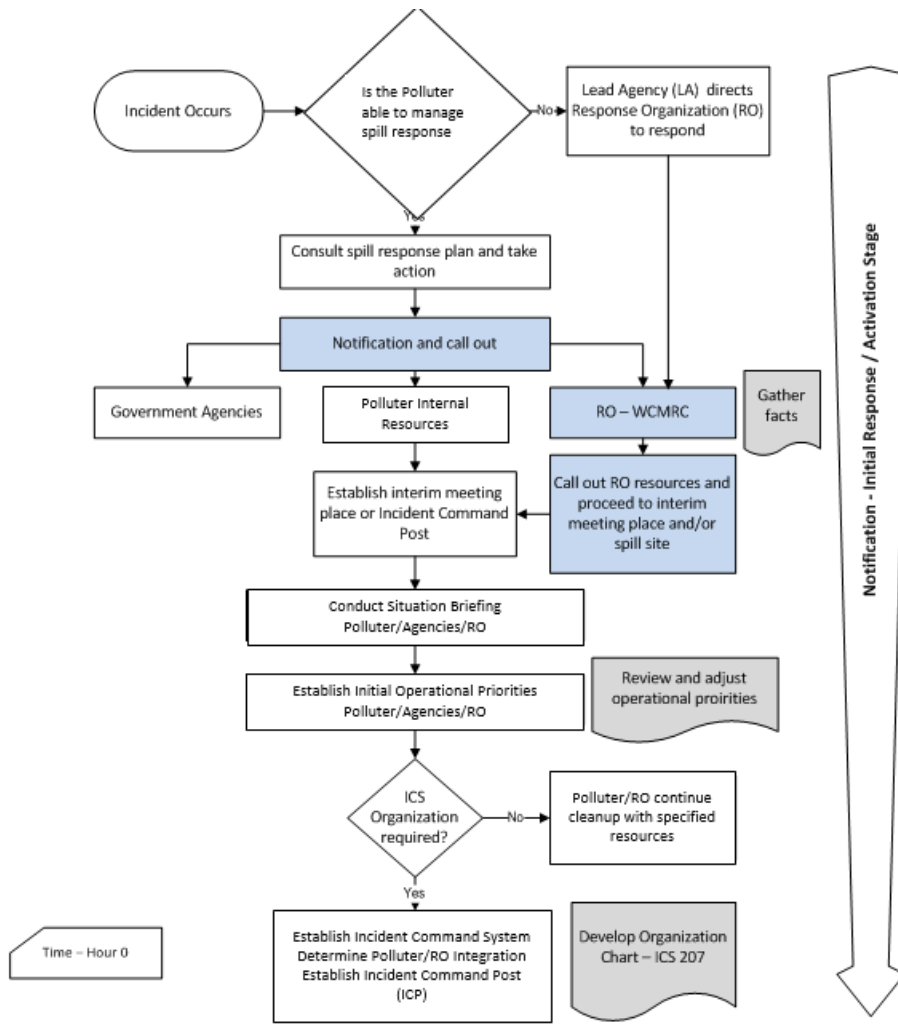 Incident Occurs
Is the Polluter
able to manage
spill response
No
Lead Agency (LA) directs
Response Organization (RO)
to respond
Yes
Consult spill response plan and take
action
Notification and call out
Government Agencies
Polluter Internal
Resources
RO – WCMRC
Gather
facts
Establish interim meeting
place or Incident Command
Post
Call out RO resources and
proceed to interim
meeting place and/or
spill site
Conduct Situation Briefing
Polluter/Agencies/RO
Establish Initial Operational Priorities
Polluter/Agencies/RO
Review and adjust
operational proirities
ICS
Organization
required?
No
Polluter/RO continue
cleanup with specified
resources
Yes
Establish Incident Command System
Determine Polluter/RO Integration
Establish Incident Command Post
(ICP)
Develop Organization
Chart – ICS 207
Time – Hour 0
Notification - Initial Response / Activation Stage